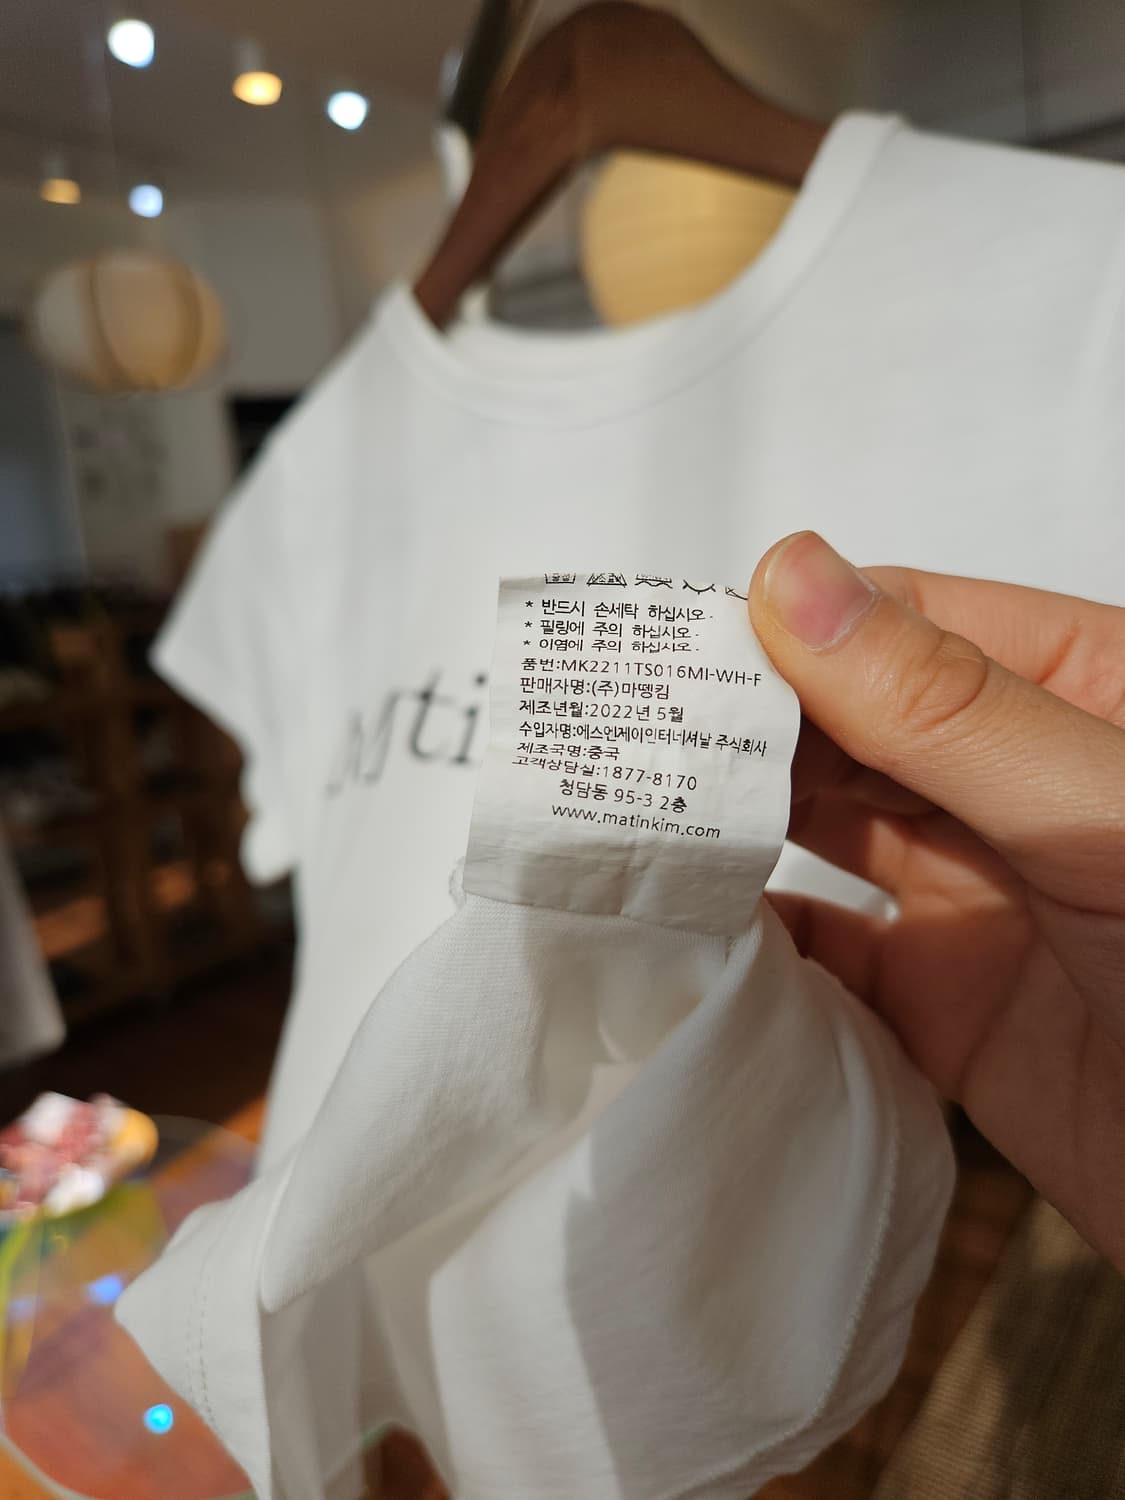 * 반드시 손세탁 하십시오.
* 필링에 주의 하십시오.
* 이염에 주의 하십시오.
품번:MK2211TS016MI-WH-F
판매자명:(주)마뗑킴
제조년월:2022년 5월
수입자명:에스엔제이인터네셔날 주식회사
제조국명:중국
고객상담실:1877-8170
청담동 95-3 2층
www.matinkim.com